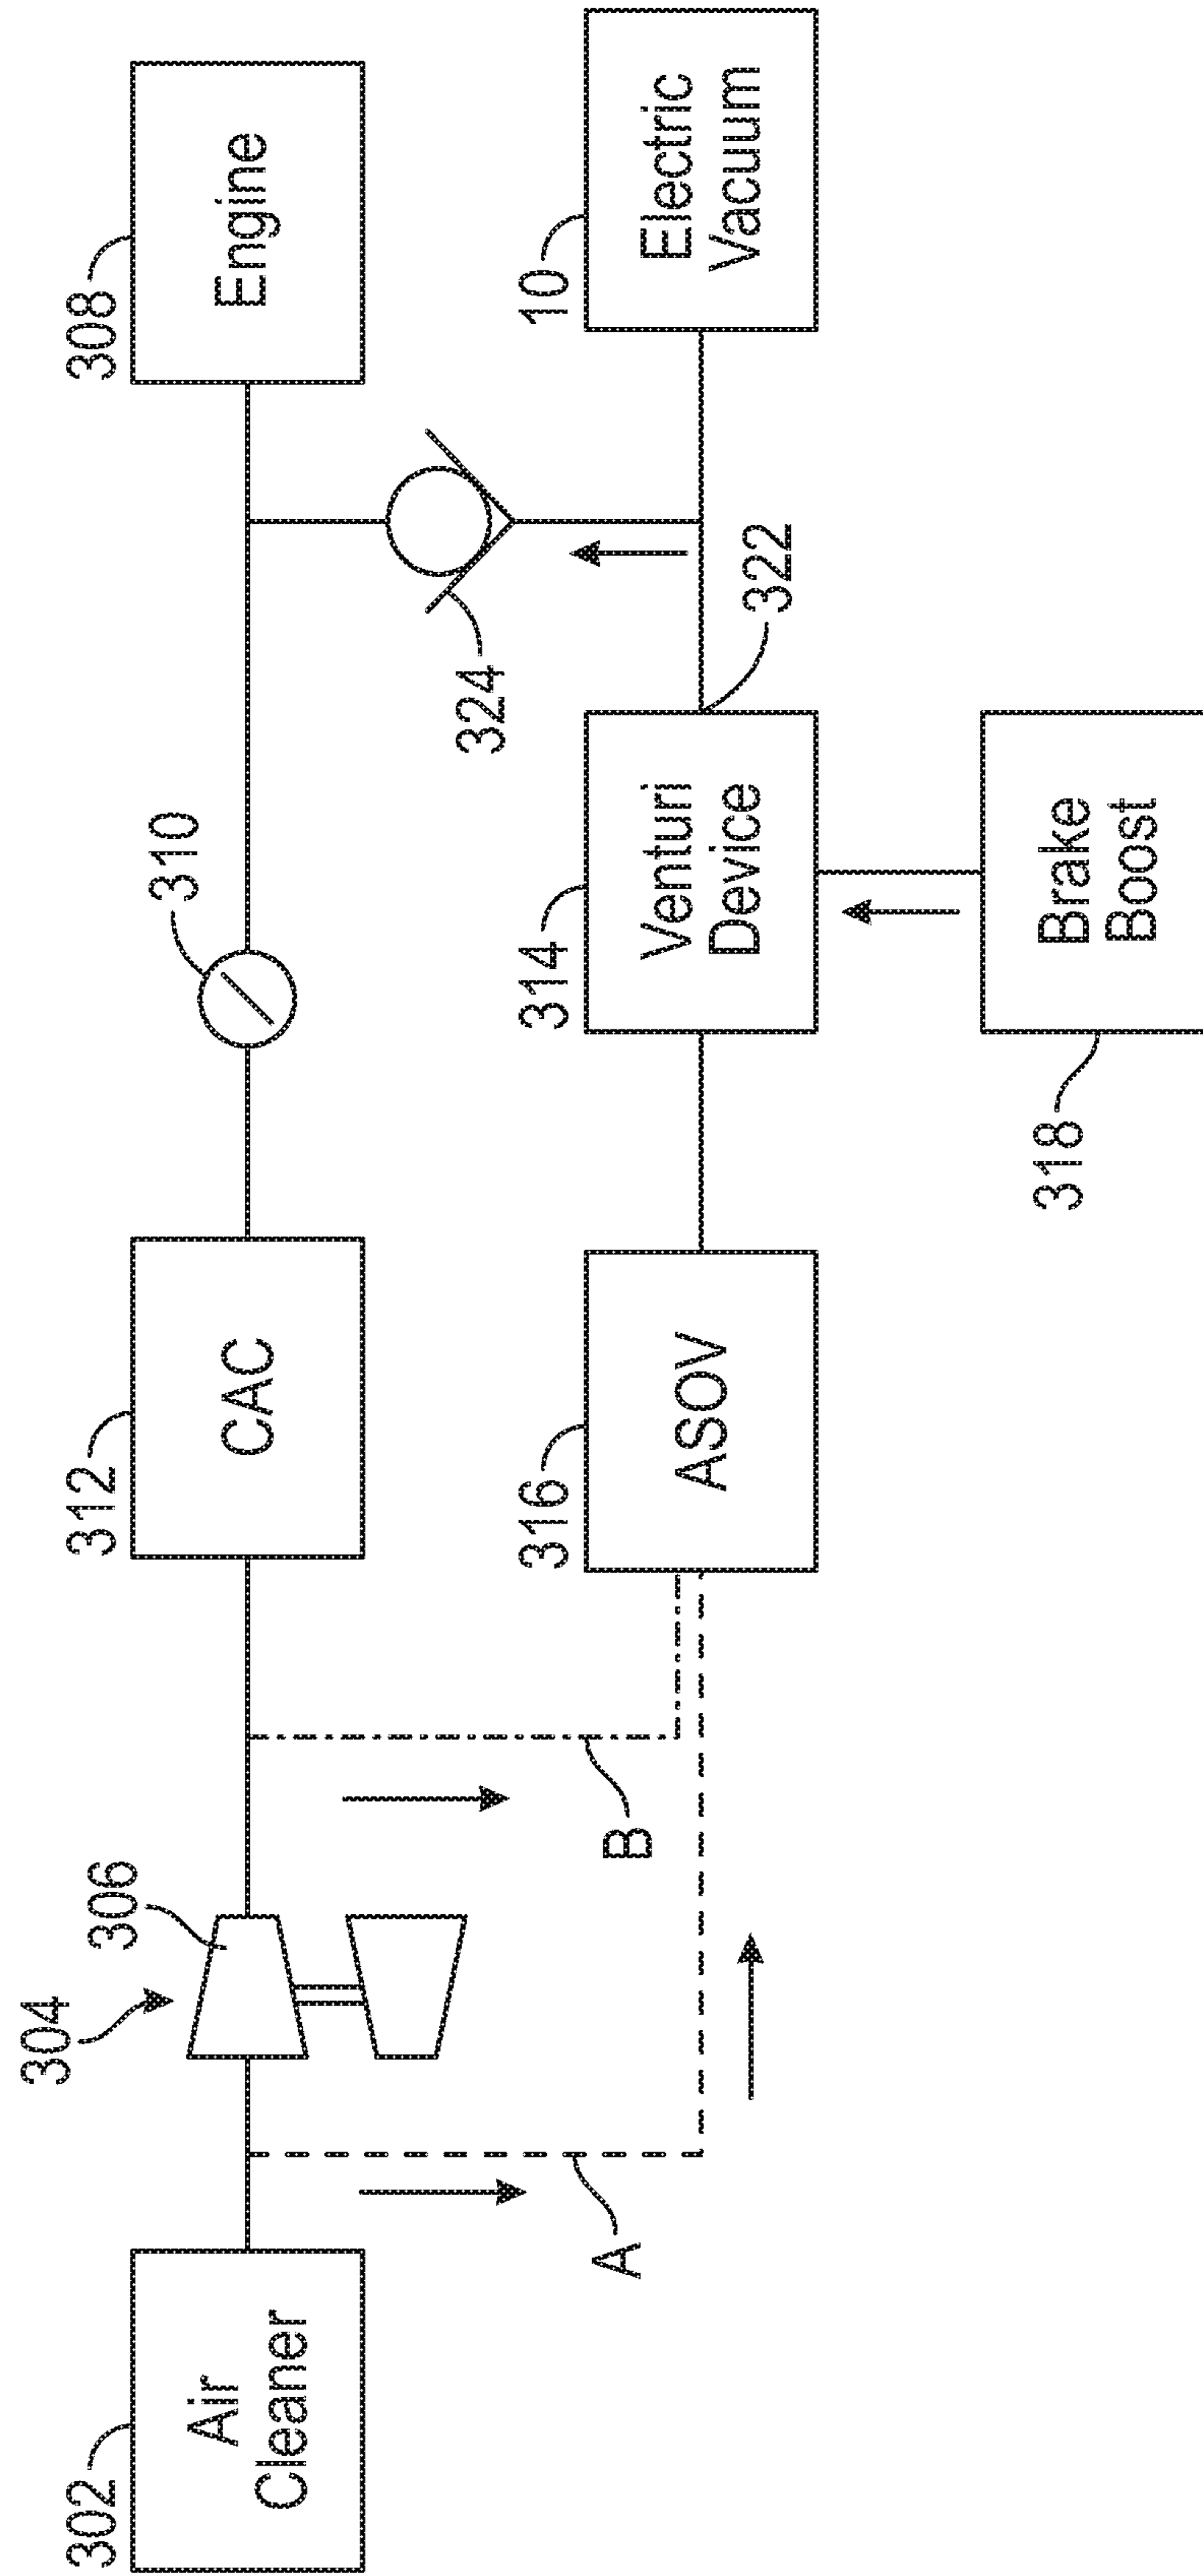 304
306
310
302
Air
Cleaner
312
CAC
308
Engine
324
A
B
316
ASOV
314
Venturi
Device
322
10
Electric
Vacuum
318
Brake
Boost